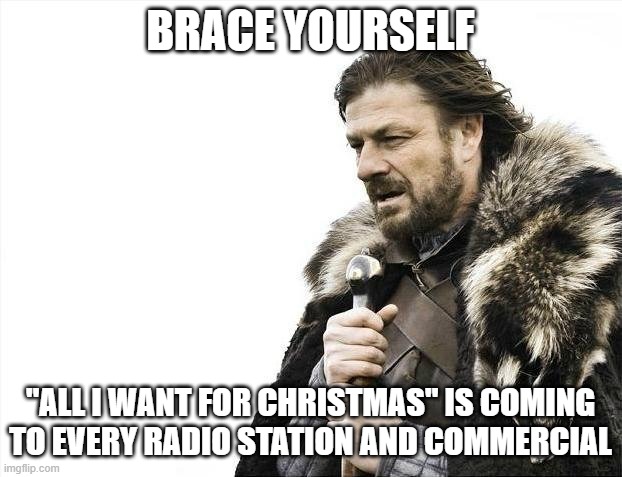 BRACE YOURSELF
"ALL I WANT FOR CHRISTMAS" IS COMING
TO EVERY RADIO STATION AND COMMERCIAL
imgflip.com